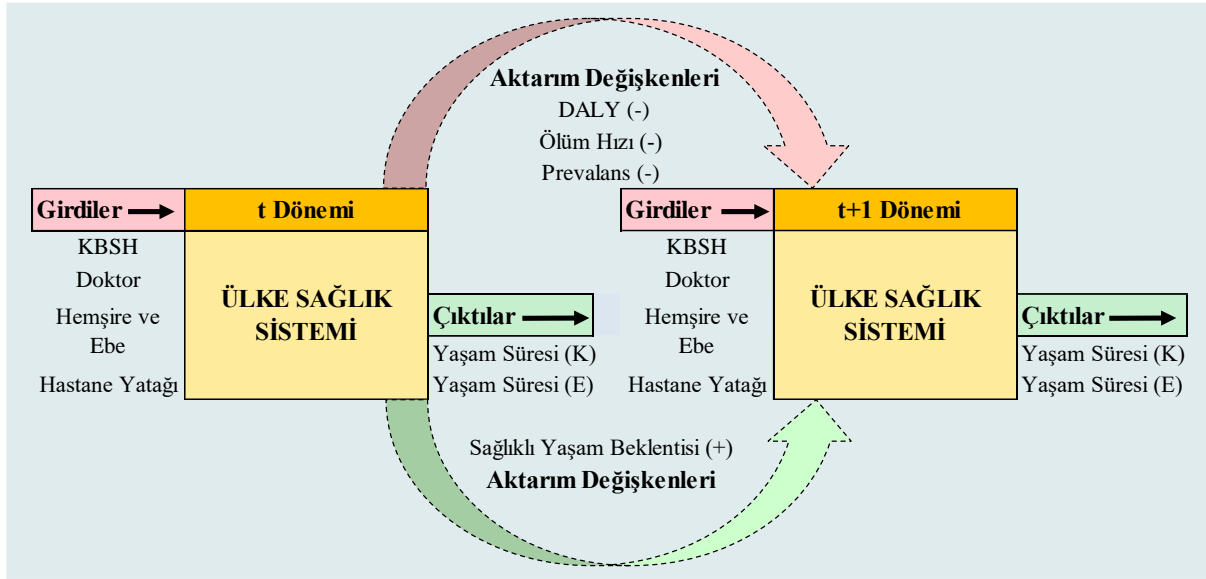 Aktarım Değişkenleri
DALY (-)
Ölüm Hızı (-)
Prevalans (-)
Girdiler
t Dönemi
KBSH
Doktor
Hemşire ve
Ebe
Hastane Yatağı
ÜLKE SAĞLIK
SİSTEMİ
Çıktılar
Yaşam Süresi (K)
Yaşam Süresi (E)
Girdiler
t+1 Dönemi
KBSH
Doktor
Hemşire ve
Ebe
Hastane Yatağı
ÜLKE SAĞLIK
SİSTEMİ
Çıktılar
Yaşam Süresi (K)
Yaşam Süresi (E)
Sağlıklı Yaşam Beklentisi (+)
Aktarım Değişkenleri